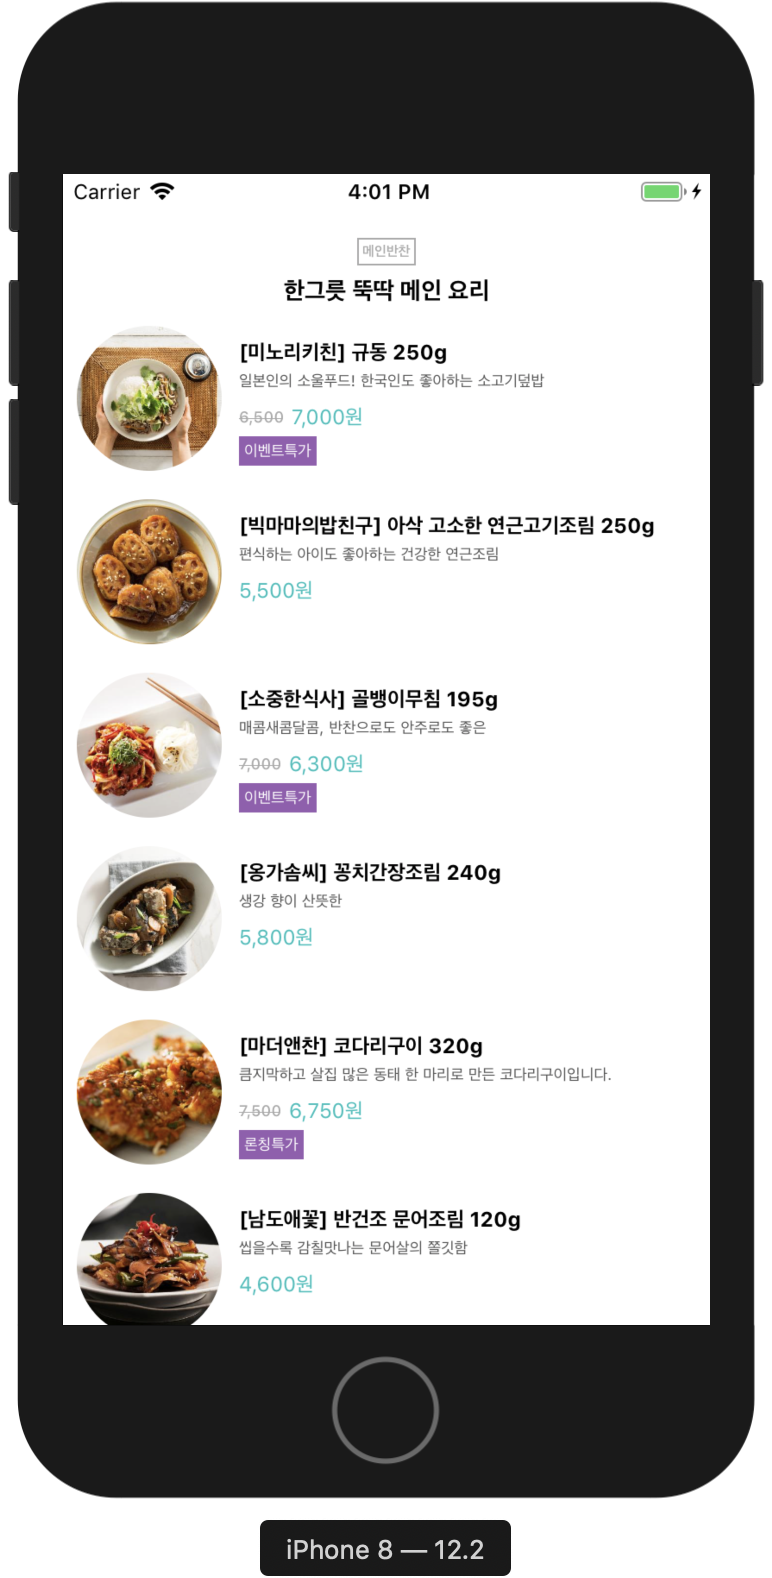 Carrier 4:01 PM
메인반찬
한그릇 뚝딱 메인 요리
[미노리키친] 규동 250g
일본인의 소울푸드! 한국인도 좋아하는 소고기덮밥
6,500 7,000원
이벤트특가
[빅마마의밥친구] 아삭 고소한 연근고기조림 250g
편식하는 아이도 좋아하는 건강한 연근조림
5,500원
[소중한식사] 골뱅이무침 195g
매콤새콤달콤, 반찬으로도 안주로도 좋은
7,000 6,300원
이벤트특가
[옹가솜씨] 꽁치간장조림 240g
생강 향이 산뜻한
5,800원
[마더앤찬] 코다리구이 320g
큼지막하고 살집 많은 동태 한 마리로 만든 코다리구이입니다.
7,500 6,750원
론칭특가
[남도애꽃] 반건조 문어조림 120g
씹을수록 감칠맛나는 문어살의 쫄깃함
4,600원
iPhone 8 — 12.2